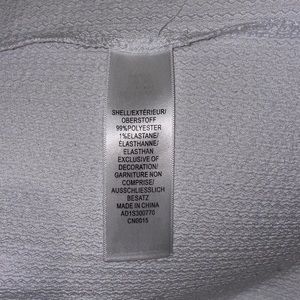 SHELL/EXTÉRIEUR/
OBERSTOFF
99%POLYESTER
1%ELASTANE/
ÉLASTHANNE/
ELASTHAN
EXCLUSIVE OF
DECORATION/
GARNITURE NON
COMPRISE/
AUSSCHLIESSLICH
BESATZ
MADE IN CHINA
AD1S300770
CN0015